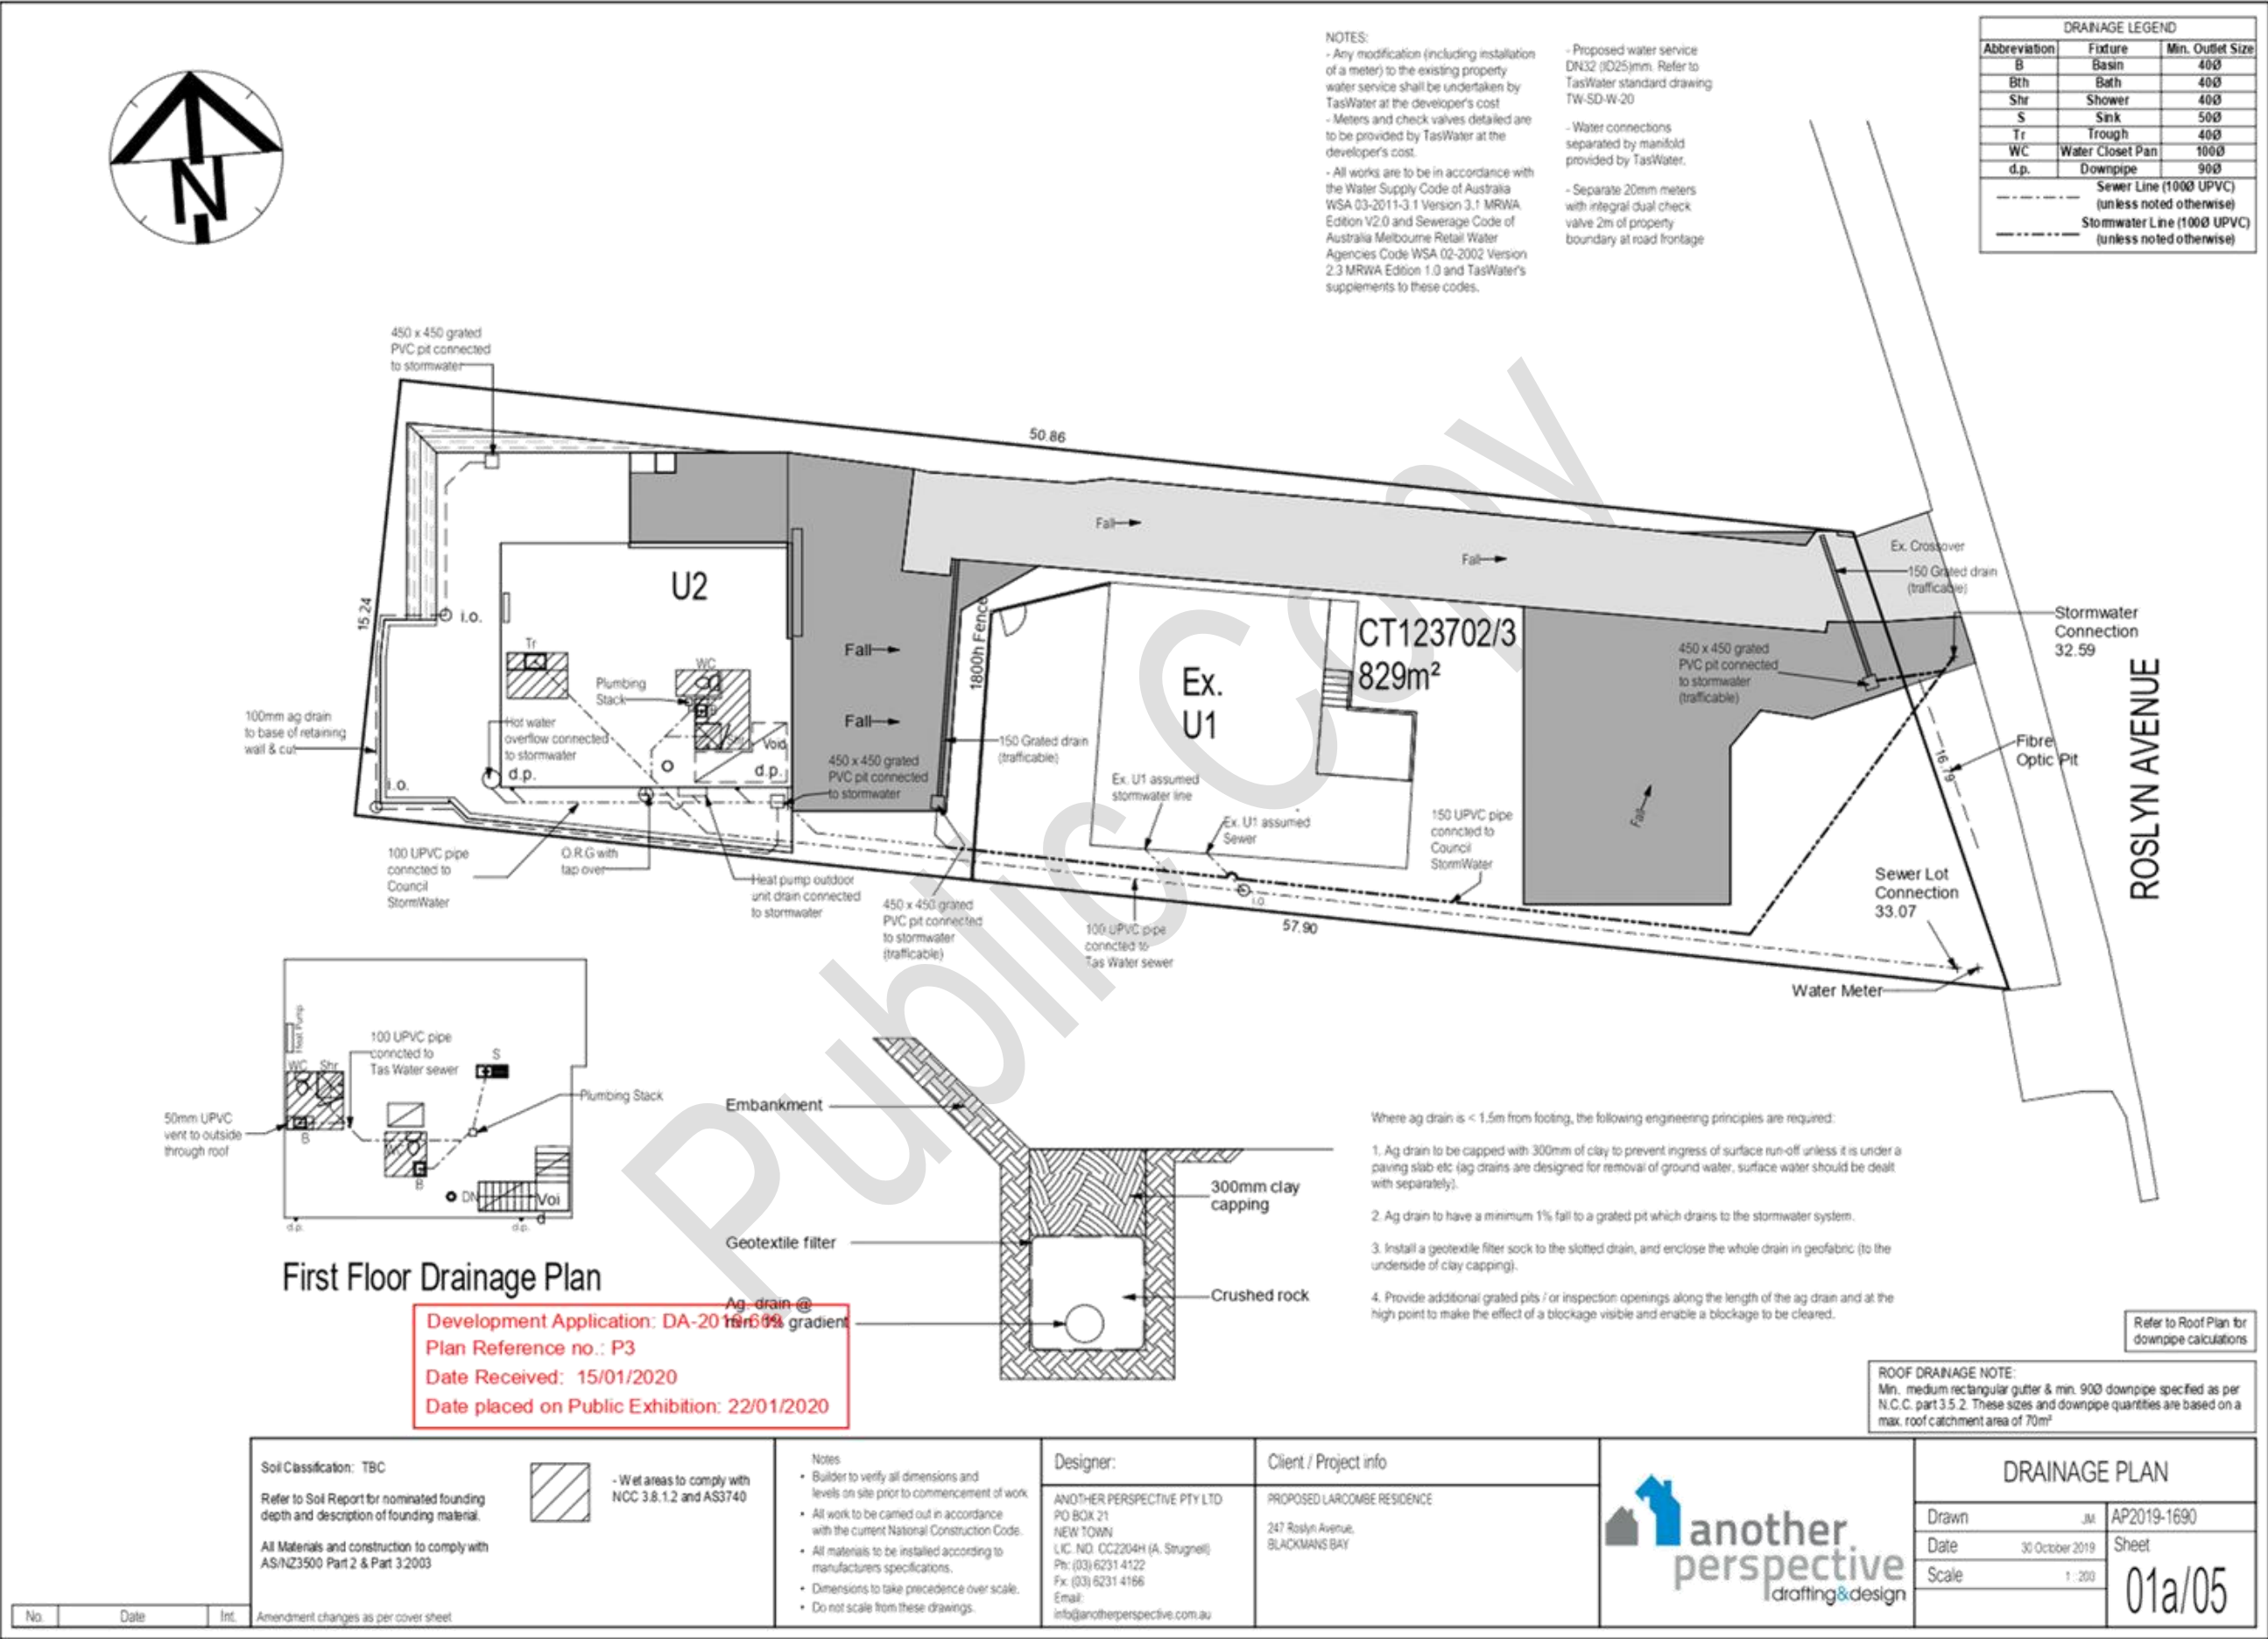 NOTES:
- Any modification (including installation
of a meter) to the existing property
water service shall be undertaken by
TasWater at the developer's cost
- Meters and check valves detailed are
to be provided by TasWater at the
developer's cost.
- All works are to be in accordance with
the Water Supply Code of Australia
WSA 03-2011-3.1 Version 3.1 MRWA
Edition V2.0 and Sewerage Code of
Australia Melbourne Retail Water
Agencies Code WSA 02-2002 Version
2.3 MRWA Edition 1.0 and TasWater's
supplements to these codes.
- Proposed water service
DN32 (ID25)mm. Refer to
TasWater standard drawing
TW-SD-W-20
- Water connections
separated by manifold
provided by TasWater.
- Separate 20mm meters
with integral dual check
valve 2m of property
boundary at road frontage
DRAINAGE LEGEND
Abbreviation Fixture Min. Outlet Size
B Basin 40Ø
Bth Bath 40Ø
Shr Shower 40Ø
S Sink 50Ø
Tr Trough 40Ø
WC Water Closet Pan 100Ø
d.p. Downpipe 90Ø
Sewer Line (100Ø UPVC)
(unless noted otherwise)
Stormwater Line (100Ø UPVC)
(unless noted otherwise)
N
450 x 450 grated
PVC pit connected
to stormwater
50.86
15.24
Fall
Fall
Ex. Crossover
150 Grated drain
(trafficable)
U2
i.o.
Tr
WC
Plumbing
Stack
Hot water
overflow connected
to stormwater
d.p.
Void
d.p.
Fall
Fall
1800h Fence
CT123702/3
829m²
Ex.
U1
450 x 450 grated
PVC pit connected
to stormwater
(trafficable)
Stormwater
Connection
32.59
ROSLYN AVENUE
100mm ag drain
to base of retaining
wall & cut
i.o.
450 x 450 grated
PVC pit connected
to stormwater
150 Grated drain
(trafficable)
Ex. U1 assumed
stormwater line
Ex. U1 assumed
Sewer
150 UPVC pipe
conncted to
Council
StormWater
Fall
16.79
Fibre
Optic Pit
Sewer Lot
Connection
33.07
Water Meter
100 UPVC pipe
conncted to
Council
StormWater
O.R.G with
tap over
Heat pump outdoor
unit drain connected
to stormwater
450 x 450 grated
PVC pit connected
to stormwater
(trafficable)
100 UPVC pipe
conncted to
Tas Water sewer
i.o.
57.90
Public Copy
Heat Pump
WC Shr
100 UPVC pipe
conncted to
Tas Water sewer
S
Plumbing Stack
50mm UPVC
vent to outside
through roof
B
WC
B
DN
Voi
d
d.p.
d.p.
First Floor Drainage Plan
Embankment
300mm clay
capping
Geotextile filter
Crushed rock
Ag. drain @
min. 1% gradient
Where ag drain is < 1.5m from footing, the following engineering principles are required:
1. Ag drain to be capped with 300mm of clay to prevent ingress of surface run-off unless it is under a
paving slab etc (ag drains are designed for removal of ground water, surface water should be dealt
with separately).
2. Ag drain to have a minimum 1% fall to a grated pit which drains to the stormwater system.
3. Install a geotextile filter sock to the slotted drain, and enclose the whole drain in geofabric (to the
underside of clay capping).
4. Provide additional grated pits / or inspection openings along the length of the ag drain and at the
high point to make the effect of a blockage visible and enable a blockage to be cleared.
Development Application: DA-2019-669
Plan Reference no.: P3
Date Received: 15/01/2020
Date placed on Public Exhibition: 22/01/2020
Refer to Roof Plan for
downpipe calculations
ROOF DRAINAGE NOTE:
Min. medium rectangular gutter & min. 90Ø downpipe specified as per
N.C.C. part 3.5.2. These sizes and downpipe quantities are based on a
max. roof catchment area of 70m²
No. Date Int.
Soil Classification: TBC
Refer to Soil Report for nominated founding
depth and description of founding material.
All Materials and construction to comply with
AS/NZ3500 Part 2 & Part 3:2003
Amendment changes as per cover sheet
- Wet areas to comply with
NCC 3.8.1.2 and AS3740
Notes
• Builder to verify all dimensions and
levels on site prior to commencement of work
• All work to be carried out in accordance
with the current National Construction Code.
• All materials to be installed according to
manufacturers specifications.
• Dimensions to take precedence over scale.
• Do not scale from these drawings.
Designer:
ANOTHER PERSPECTIVE PTY LTD
PO BOX 21
NEW TOWN
LIC. NO. CC2204H (A. Strugnell)
Ph: (03) 6231 4122
Fx: (03) 6231 4166
Email:
info@anotherperspective.com.au
Client / Project info
PROPOSED LARCOMBE RESIDENCE
247 Roslyn Avenue,
BLACKMANS BAY
another
perspective
drafting&design
DRAINAGE PLAN
Drawn JM AP2019-1690
Date 30 October 2019 Sheet
Scale 1 : 200
01a/05